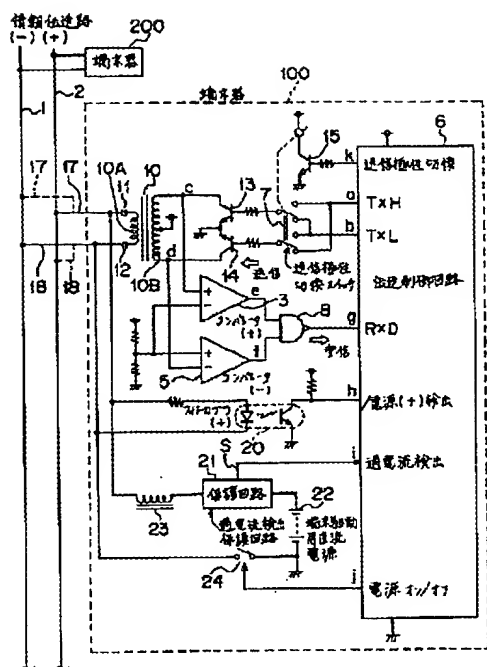 情報伝達路
(-) (+)
200
端末器
1
2
端末器
100
15
6
k
送信極性切換
17
17
10A
11
10
c
13
7
a
TxH
b
TxL
12
10B
d
14
送信
送信極性
切換スイッチ
伝送制御回路
18
18
e
3
コンパレータ
(+)
8
g
RxD
受信
f
5
コンパレータ
(-)
フォトカプラ
(+)
20
h
電源(+)検出
S
i
過電流検出
21
保護回路
22
23
過電流検出
保護回路
端末駆動
用直流
電源
24
j
電源オン/オフ